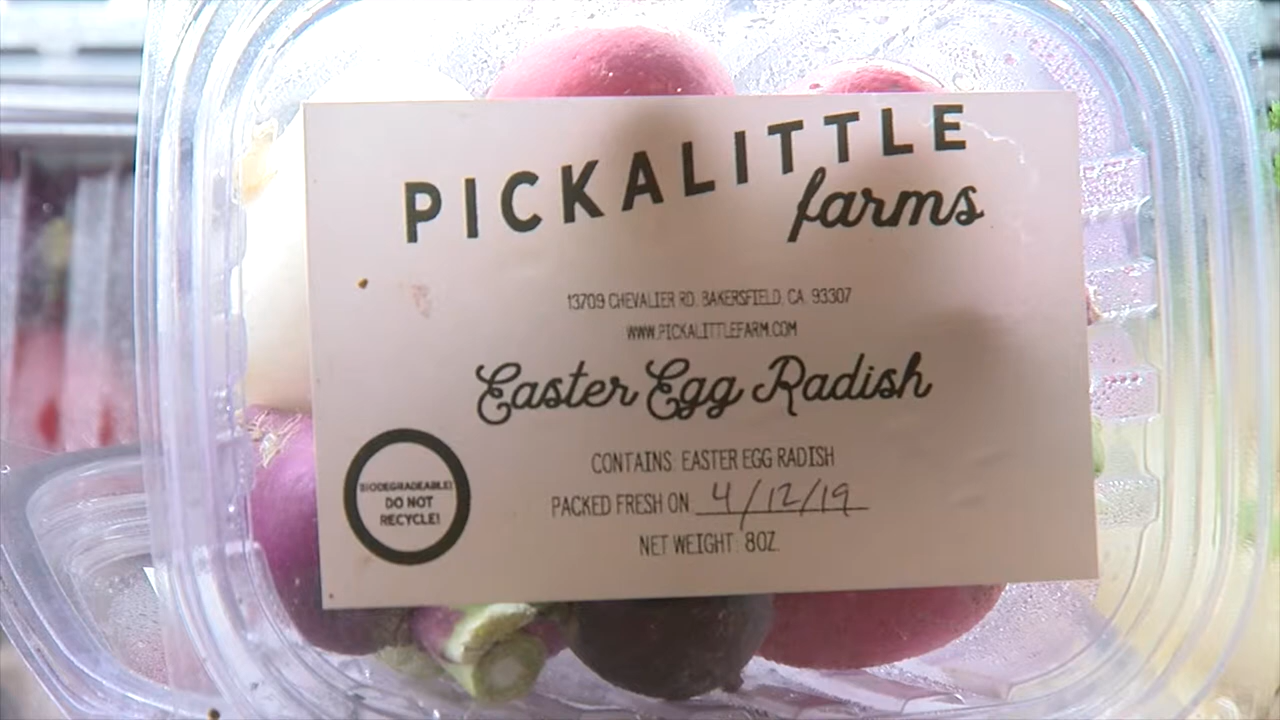 PICKALITTLE
farms
13709 CHEVALIER RD. BAKERSFIELD, CA. 93307
WWW.PICKALITTLEFARM.COM
Easter Egg Radish
CONTAINS: EASTER EGG RADISH
PACKED FRESH ON 4/12/19
NET WEIGHT: 8OZ.
BIODEGRADEABLE!
DO NOT
RECYCLE!